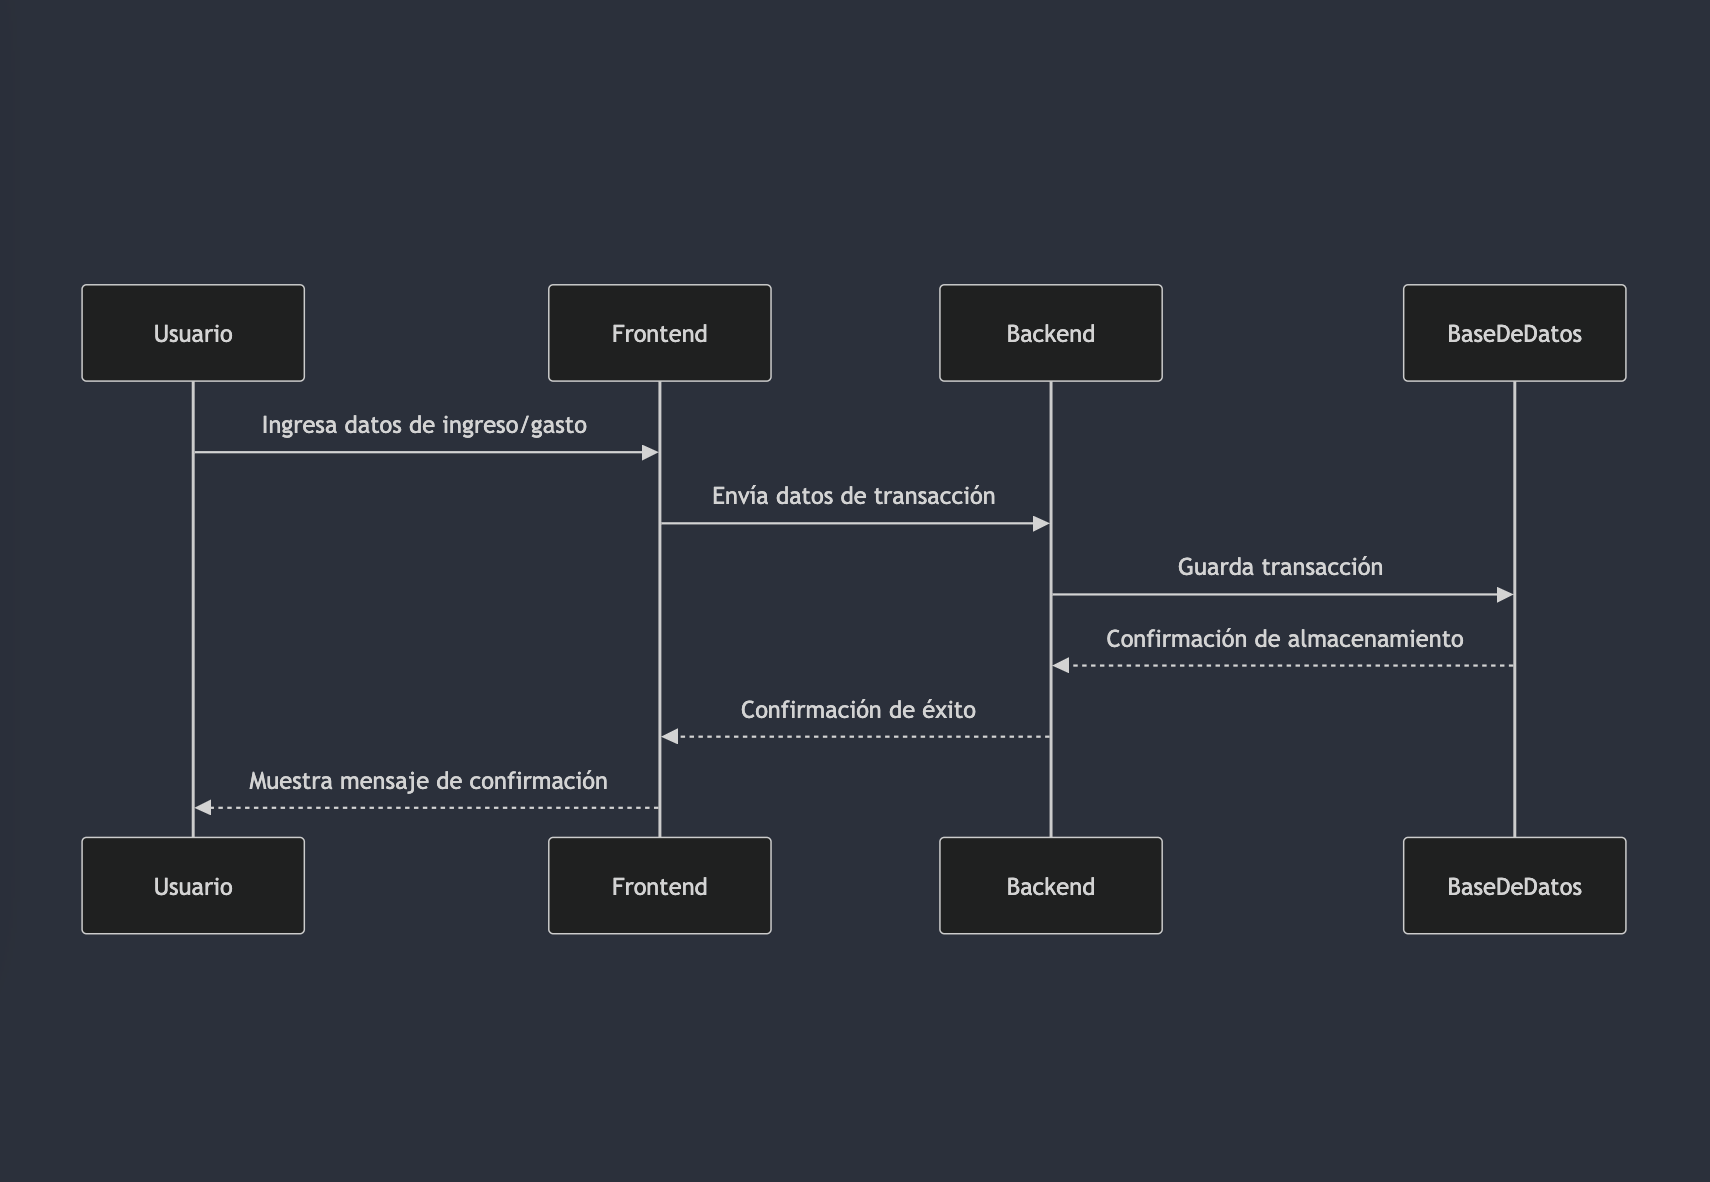 Usuario
Frontend
Backend
BaseDeDatos
Ingresa datos de ingreso/gasto
Envía datos de transacción
Guarda transacción
Confirmación de almacenamiento
Confirmación de éxito
Muestra mensaje de confirmación
Usuario
Frontend
Backend
BaseDeDatos